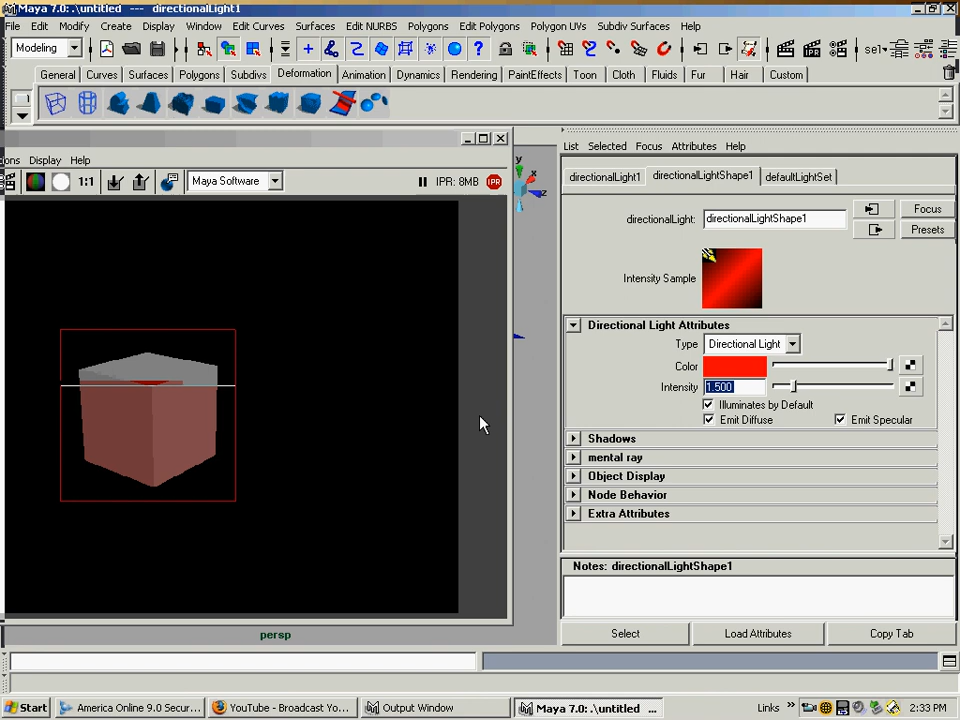 Maya 7.0: .\untitled --- directionalLight1
File Edit Modify Create Display Window Edit Curves Surfaces Edit NURBS Polygons Edit Polygons Polygon UVs Subdiv Surfaces Help
Modeling
sel
General Curves Surfaces Polygons Subdivs Deformation Animation Dynamics Rendering PaintEffects Toon Cloth Fluids Fur Hair Custom
ons Display Help
1:1 Maya Software IPR: 8MB IPR
y
x
z
List Selected Focus Attributes Help
directionalLight1 directionalLightShape1 defaultLightSet
directionalLight: directionalLightShape1 Focus
Presets
Intensity Sample
Directional Light Attributes
Type Directional Light
Color
Intensity 1.500
Illuminates by Default
Emit Diffuse Emit Specular
Shadows
mental ray
Object Display
Node Behavior
Extra Attributes
Notes: directionalLightShape1
persp
Select Load Attributes Copy Tab
Start America Online 9.0 Secur... YouTube - Broadcast Yo... Output Window Maya 7.0: .\untitled ... Links » 2:33 PM